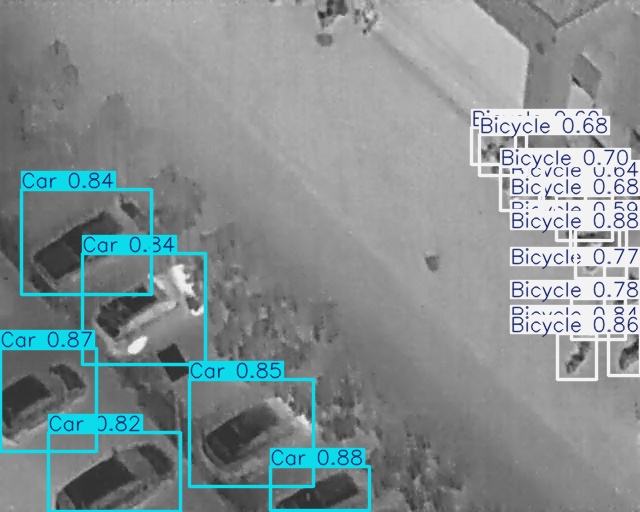 Bicycle 0.68
Bicycle 0.70
Bicycle 0.68
Bicycle 0.88
Bicycle 0.77
Bicycle 0.78
Bicycle 0.86
Car 0.84
Car 0.84
Car 0.87
Car 0.85
Car 0.82
Car 0.88